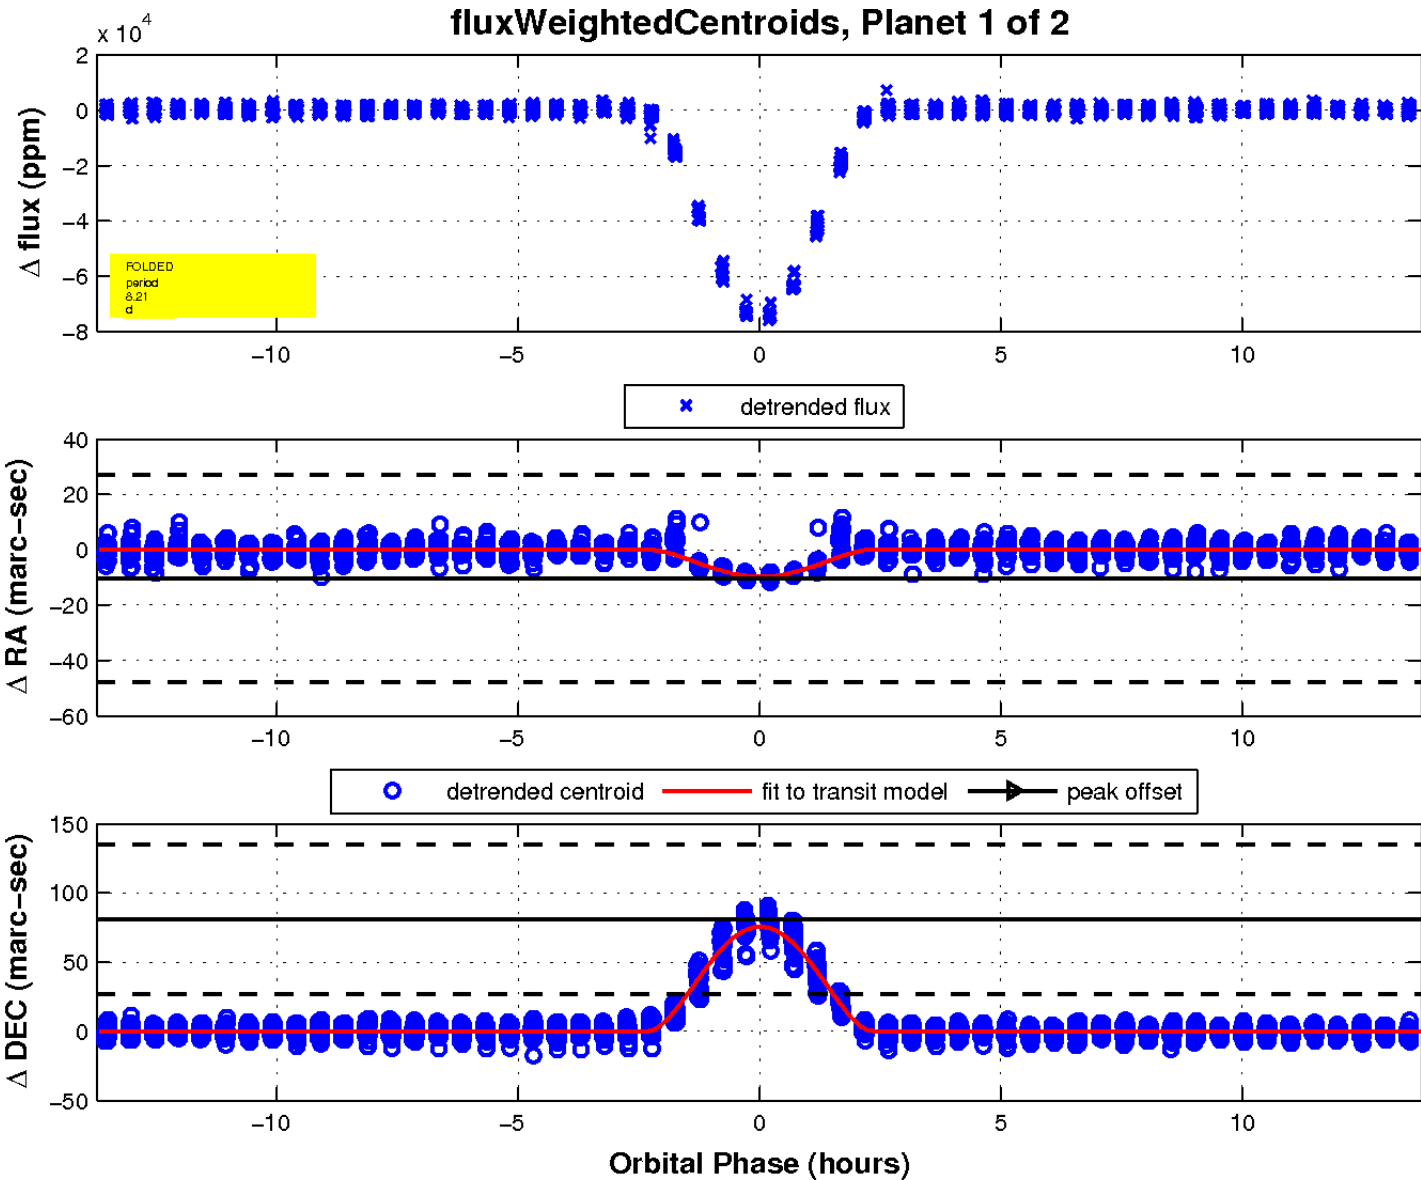 fluxWeightedCentroids, Planet 1 of 2
x 10^4
2
0
−2
−4
−6
−8
Δ flux (ppm)
FOLDED
period
8.21
d
−10 −5 0 5 10
detrended flux
40
20
0
−20
−40
−60
Δ RA (marc−sec)
−10 −5 0 5 10
detrended centroid fit to transit model peak offset
150
100
50
0
−50
Δ DEC (marc−sec)
−10 −5 0 5 10
Orbital Phase (hours)